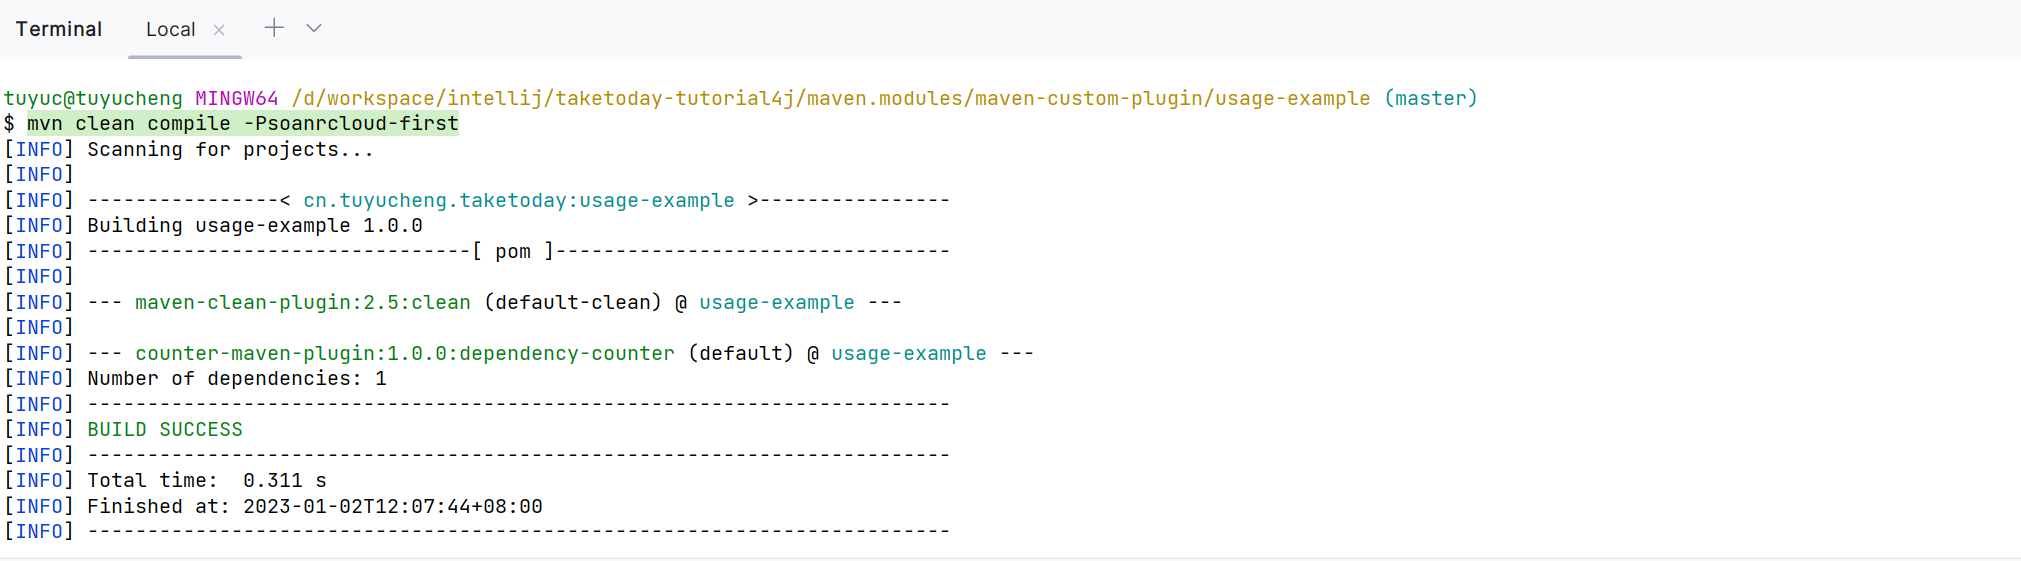 Terminal Local
tuyuc@tuyucheng MINGW64 /d/workspace/intellij/taketoday-tutorial4j/maven.modules/maven-custom-plugin/usage-example (master)
$ mvn clean compile -Psoanrcloud-first
[INFO] Scanning for projects...
[INFO]
[INFO] ----------------< cn.tuyucheng.taketoday:usage-example >----------------
[INFO] Building usage-example 1.0.0
[INFO] --------------------------------[ pom ]---------------------------------
[INFO]
[INFO] --- maven-clean-plugin:2.5:clean (default-clean) @ usage-example ---
[INFO]
[INFO] --- counter-maven-plugin:1.0.0:dependency-counter (default) @ usage-example ---
[INFO] Number of dependencies: 1
[INFO] ------------------------------------------------------------------------
[INFO] BUILD SUCCESS
[INFO] ------------------------------------------------------------------------
[INFO] Total time:  0.311 s
[INFO] Finished at: 2023-01-02T12:07:44+08:00
[INFO] ------------------------------------------------------------------------